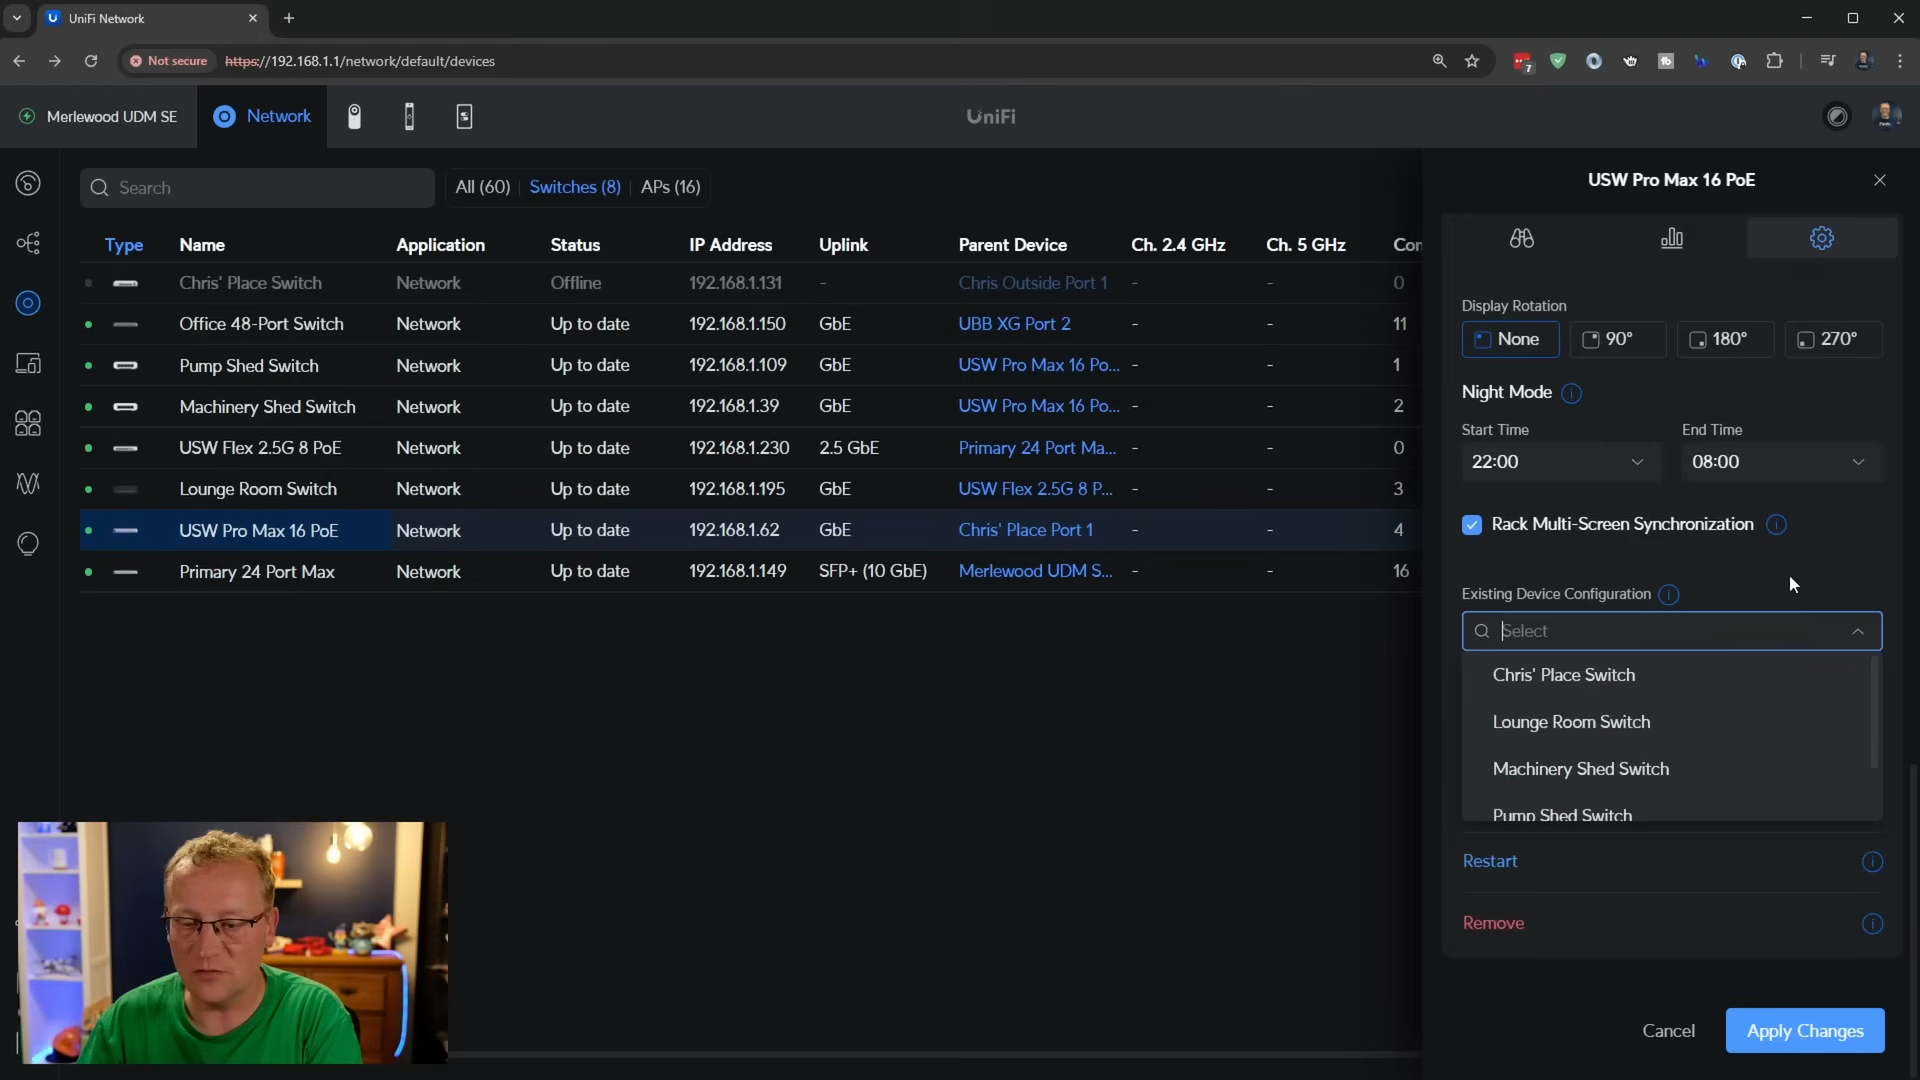 UniFi Network
Not secure
https://192.168.1.1/network/default/devices
7
Merlewood UDM SE
Network
UniFi
Search
All (60)
Switches (8)
APs (16)
Type Name Application Status IP Address Uplink Parent Device Ch. 2.4 GHz Ch. 5 GHz Con
Chris' Place Switch Network Offline 192.168.1.131 - Chris Outside Port 1 - - 0
Office 48-Port Switch Network Up to date 192.168.1.150 GbE UBB XG Port 2 - - 11
Pump Shed Switch Network Up to date 192.168.1.109 GbE USW Pro Max 16 Po... - - 1
Machinery Shed Switch Network Up to date 192.168.1.39 GbE USW Pro Max 16 Po... - - 2
USW Flex 2.5G 8 PoE Network Up to date 192.168.1.230 2.5 GbE Primary 24 Port Ma... - - 0
Lounge Room Switch Network Up to date 192.168.1.195 GbE USW Flex 2.5G 8 P... - - 3
USW Pro Max 16 PoE Network Up to date 192.168.1.62 GbE Chris' Place Port 1 - - 4
Primary 24 Port Max Network Up to date 192.168.1.149 SFP+ (10 GbE) Merlewood UDM S... - - 16
USW Pro Max 16 PoE
Display Rotation
None 90° 180° 270°
Night Mode
Start Time End Time
22:00 08:00
Rack Multi-Screen Synchronization
Existing Device Configuration
Select
Chris' Place Switch
Lounge Room Switch
Machinery Shed Switch
Pump Shed Switch
Restart
Remove
Cancel
Apply Changes